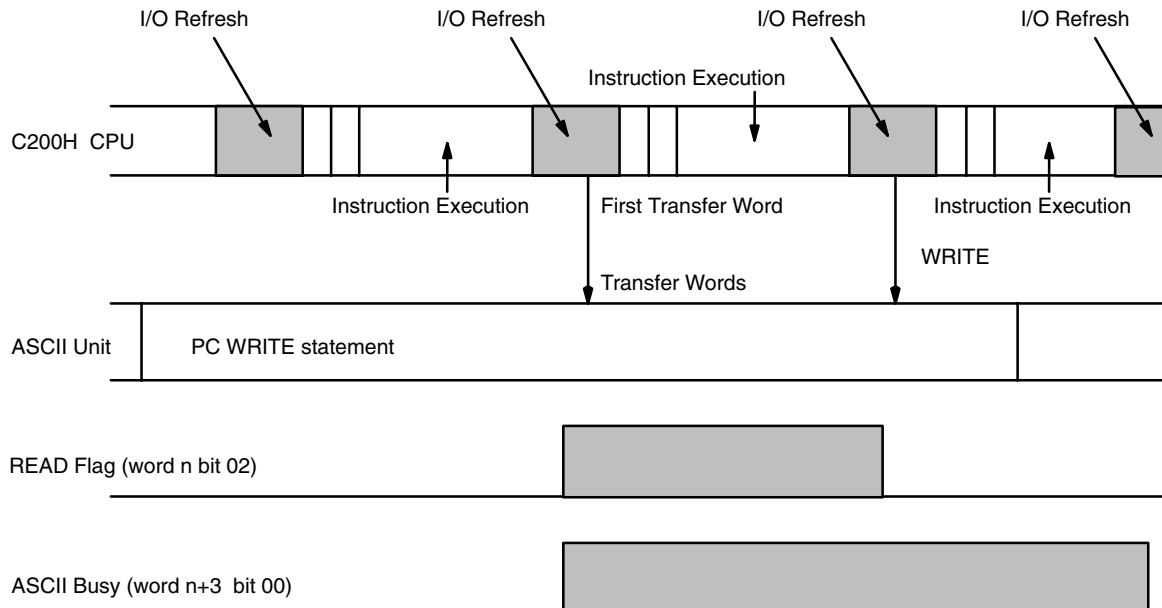 I/O Refresh
I/O Refresh
I/O Refresh
I/O Refresh
Instruction Execution
C200H CPU
Instruction Execution
First Transfer Word
Instruction Execution
WRITE
Transfer Words
ASCII Unit
PC WRITE statement
READ Flag (word n bit 02)
ASCII Busy (word n+3 bit 00)